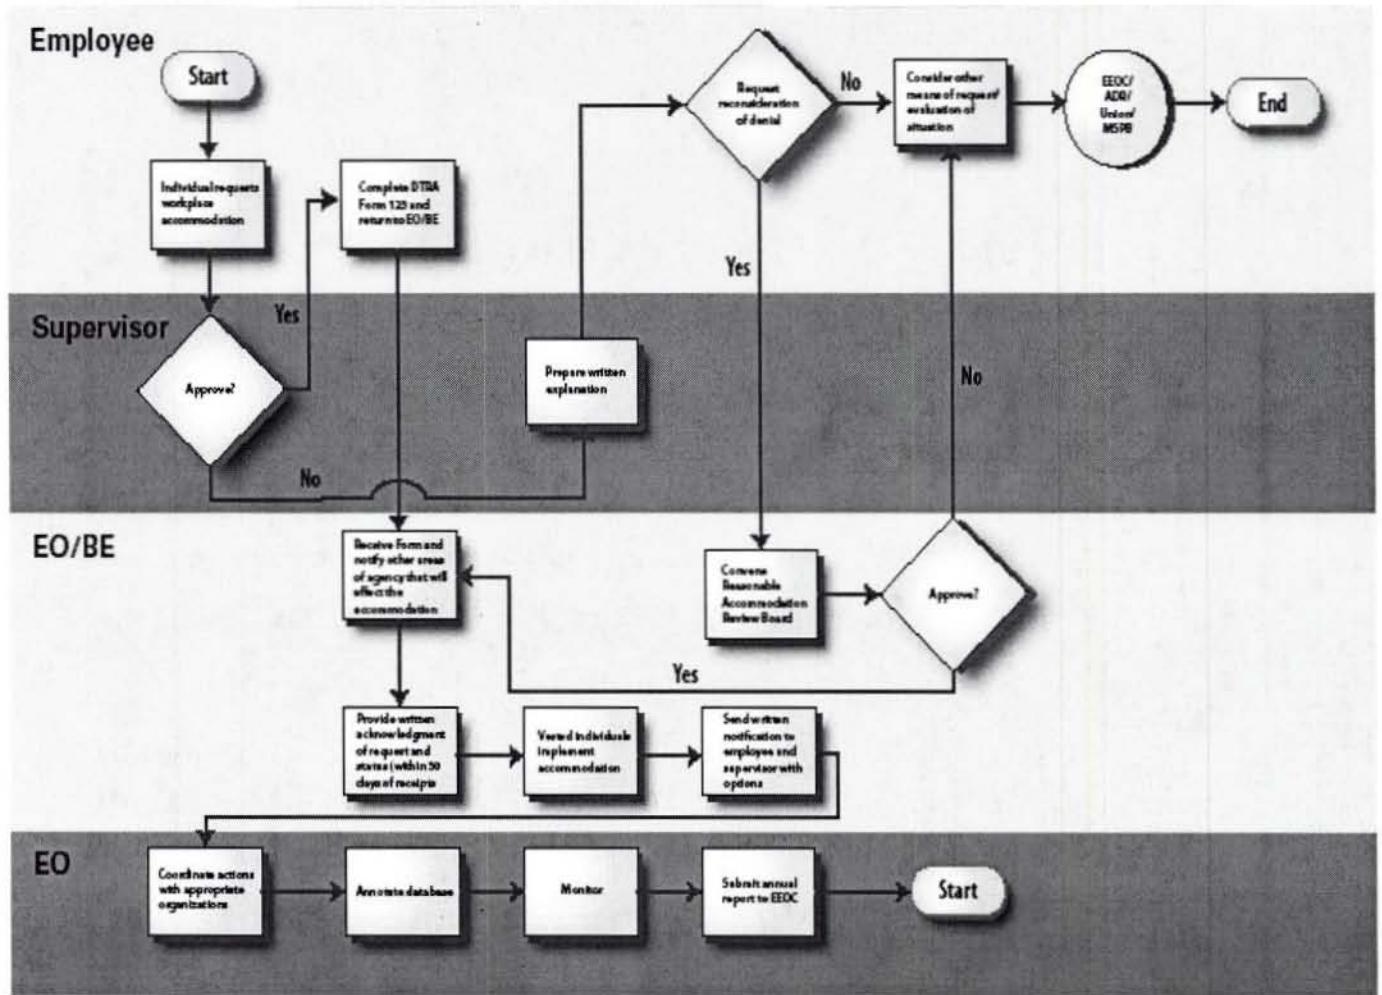 Employee
Start
Individual requests
workplace
accommodation
Complete DTRA
Form 123 and
return to EO/BE
Request
reconsideration
of denial
No
Consider other
means of request/
evaluation of
situation
EEOC/
ADR/
Union/
MSPB
End
Yes
Yes
Supervisor
Approve?
No
Prepare written
explanation
No
EO/BE
Receive Form and
notify other areas
of agency that will
effect the
accommodation
Convene
Reasonable
Accommodation
Review Board
Approve?
Yes
Provide written
acknowledgment
of request and
status (within 30
days of receipts
Vested individuals
implement
accommodation
Send written
notification to
employee and
supervisor with
options
EO
Coordinate actions
with appropriate
organizations
Annotate database
Monitor
Submit annual
report to EEOC
Start